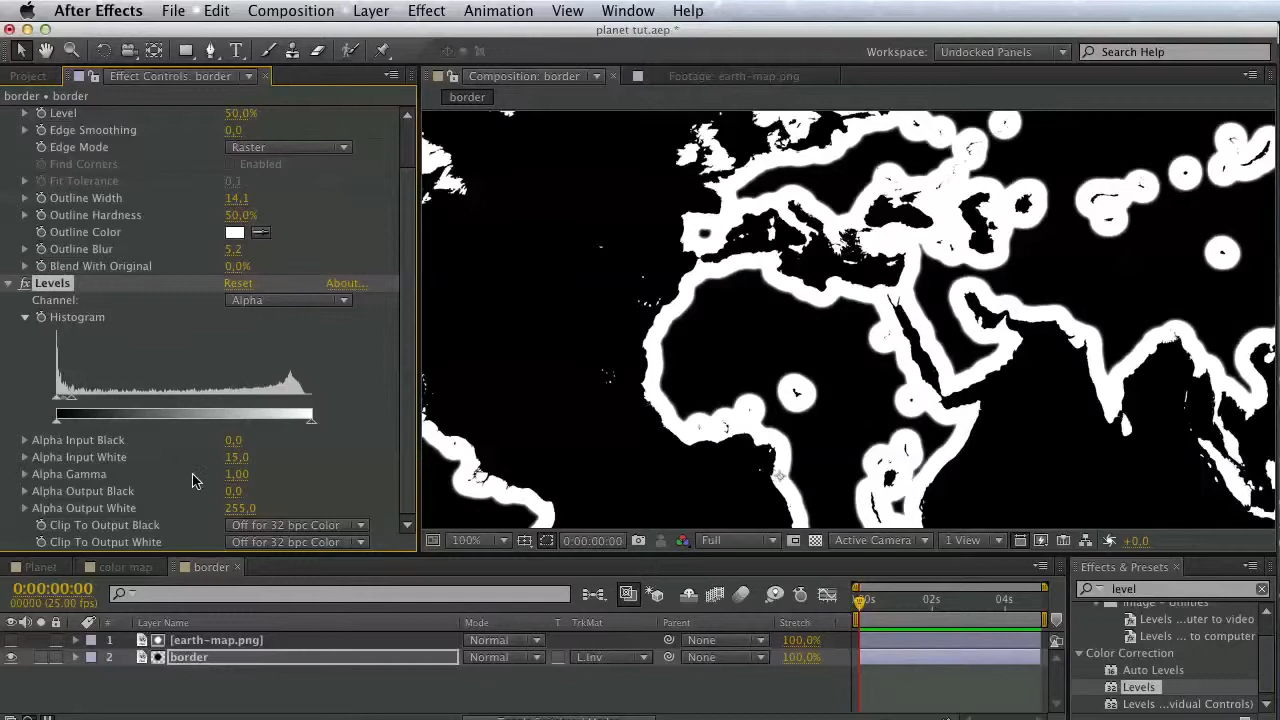 After Effects File Edit Composition Layer Effect Animation View Window Help
planet tut.aep *
Workspace: Undocked Panels Search Help
Project Effect Controls: border Composition: border Footage: earth-map.png
border • border
border
Level 50,0%
Edge Smoothing 0,0
Edge Mode Raster
Find Corners Enabled
Fit Tolerance 0,1
Outline Width 14,1
Outline Hardness 50,0%
Outline Color
Outline Blur 5,2
Blend With Original 0,0%
fx Levels Reset About...
Channel: Alpha
Histogram
Alpha Input Black 0,0
Alpha Input White 15,0
Alpha Gamma 1,00
Alpha Output Black 0,0
Alpha Output White 255,0
Clip To Output Black Off for 32 bpc Color
Clip To Output White Off for 32 bpc Color
100% 0:00:00:00 Full Active Camera 1 View +0,0
Planet color map border Effects & Presets
0:00:00:00
00000 (25.00 fps)
level
00s 02s 04s
# Layer Name Mode T TrkMat Parent Stretch
1 [earth-map.png] Normal None 100,0%
2 border Normal L.Inv None 100,0%
Image - Utilities
Levels ...uter to video
Levels ... to computer
Color Correction
Auto Levels
Levels
Levels ...vidual Controls)